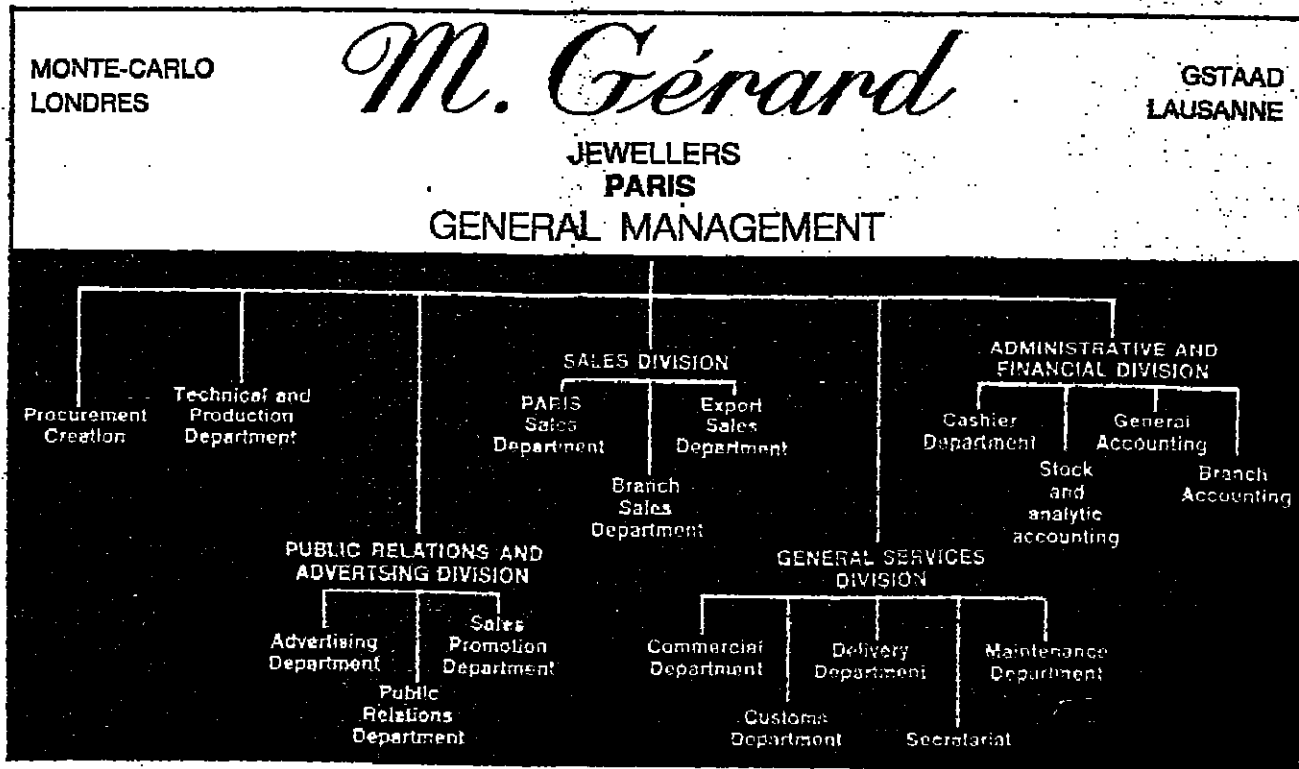 MONTE-CARLO
LONDRES
M. Gérard
GSTAAD
LAUSANNE
JEWELLERS
PARIS
GENERAL MANAGEMENT
Procurement
Creation
Technical and
Production
Department
SALES DIVISION
PARIS
Sales
Department
Export
Sales
Department
Branch
Sales
Department
ADMINISTRATIVE AND
FINANCIAL DIVISION
Cashier
Department
General
Accounting
Stock
and
analytic
accounting
Branch
Accounting
PUBLIC RELATIONS AND
ADVERTSING DIVISION
Advertising
Department
Sales
Promotion
Department
Public
Relations
Department
GENERAL SERVICES
DIVISION
Commercial
Department
Delivery
Department
Maintenance
Department
Customs
Department
Secratariat